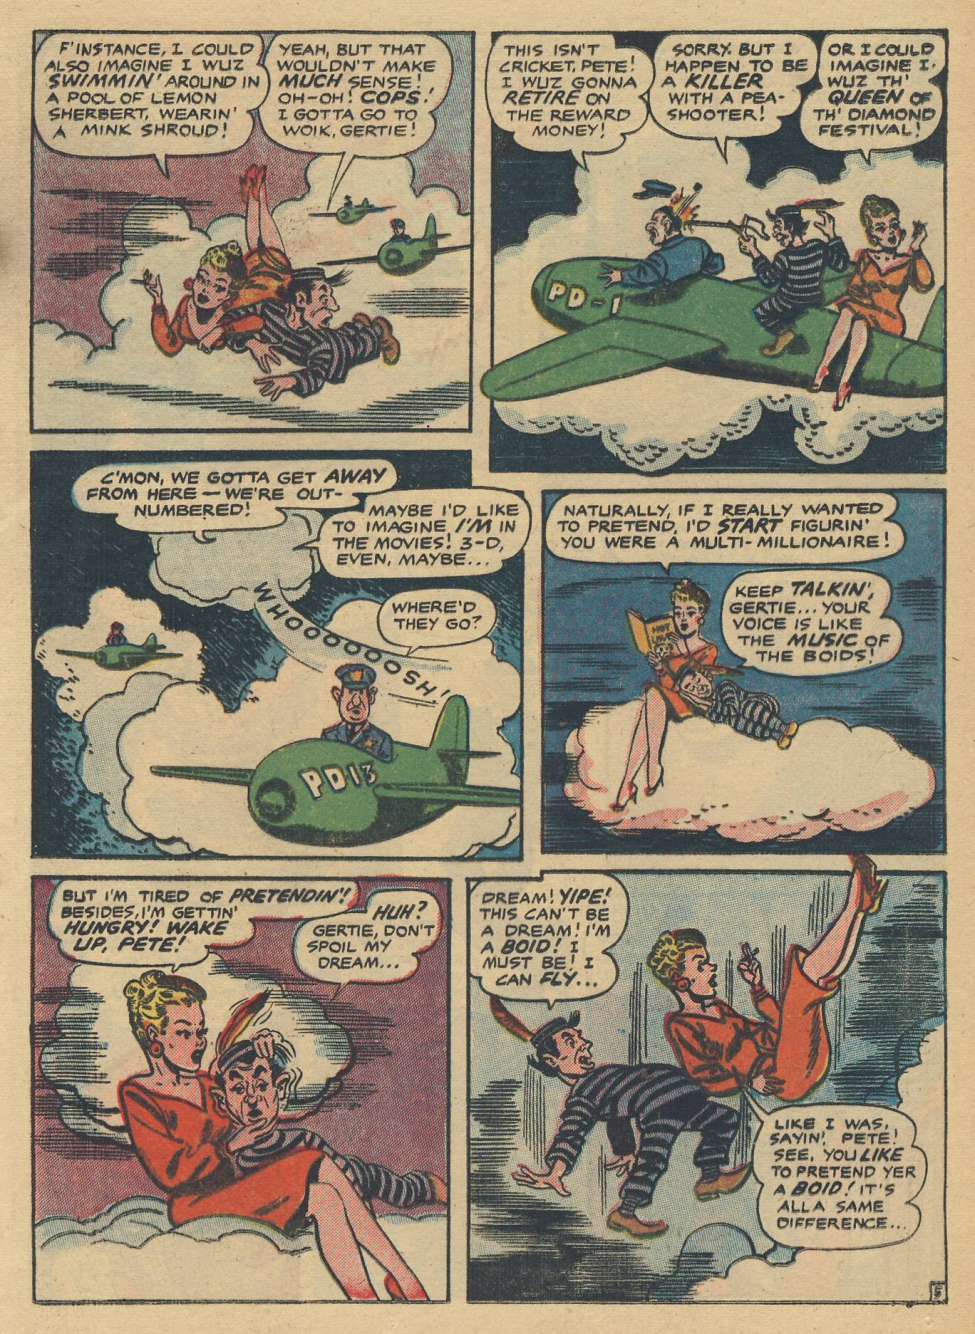 F'INSTANCE, I COULD
ALSO IMAGINE I WUZ
SWIMMIN' AROUND IN
A POOL OF LEMON
SHERBERT, WEARIN'
A MINK SHROUD!
YEAH, BUT THAT
WOULDN'T MAKE
MUCH SENSE!
OH-OH! COPS!
I GOTTA GO TO
WOIK, GERTIE!
THIS ISN'T
CRICKET, PETE!
I WUZ GONNA
RETIRE ON
THE REWARD
MONEY!
SORRY. BUT I
HAPPEN TO BE
A KILLER
WITH A PEA-
SHOOTER!
OR I COULD
IMAGINE I
WUZ TH'
QUEEN OF
TH' DIAMOND
FESTIVAL!
PD-1
C'MON, WE GOTTA GET AWAY
FROM HERE — WE'RE OUT-
NUMBERED!
MAYBE I'D LIKE
TO IMAGINE I'M IN
THE MOVIES! 3-D,
EVEN, MAYBE...
WHOOOOOOSH!
WHERE'D
THEY GO?
PD13
NATURALLY, IF I REALLY WANTED
TO PRETEND, I'D START FIGURIN'
YOU WERE A MULTI-MILLIONAIRE!
KEEP TALKIN',
GERTIE... YOUR
VOICE IS LIKE
THE MUSIC OF
THE BOIDS!
BUT I'M TIRED OF PRETENDIN'!
BESIDES, I'M GETTIN'
HUNGRY! WAKE
UP, PETE!
HUH?
GERTIE, DON'T
SPOIL MY
DREAM...
DREAM! YIPE!
THIS CAN'T BE
A DREAM! I'M
A BOID! I
MUST BE! I
CAN FLY...
LIKE I WAS,
SAYIN', PETE!
SEE, YOU LIKE
TO PRETEND YER
A BOID! IT'S
ALL A SAME
DIFFERENCE...